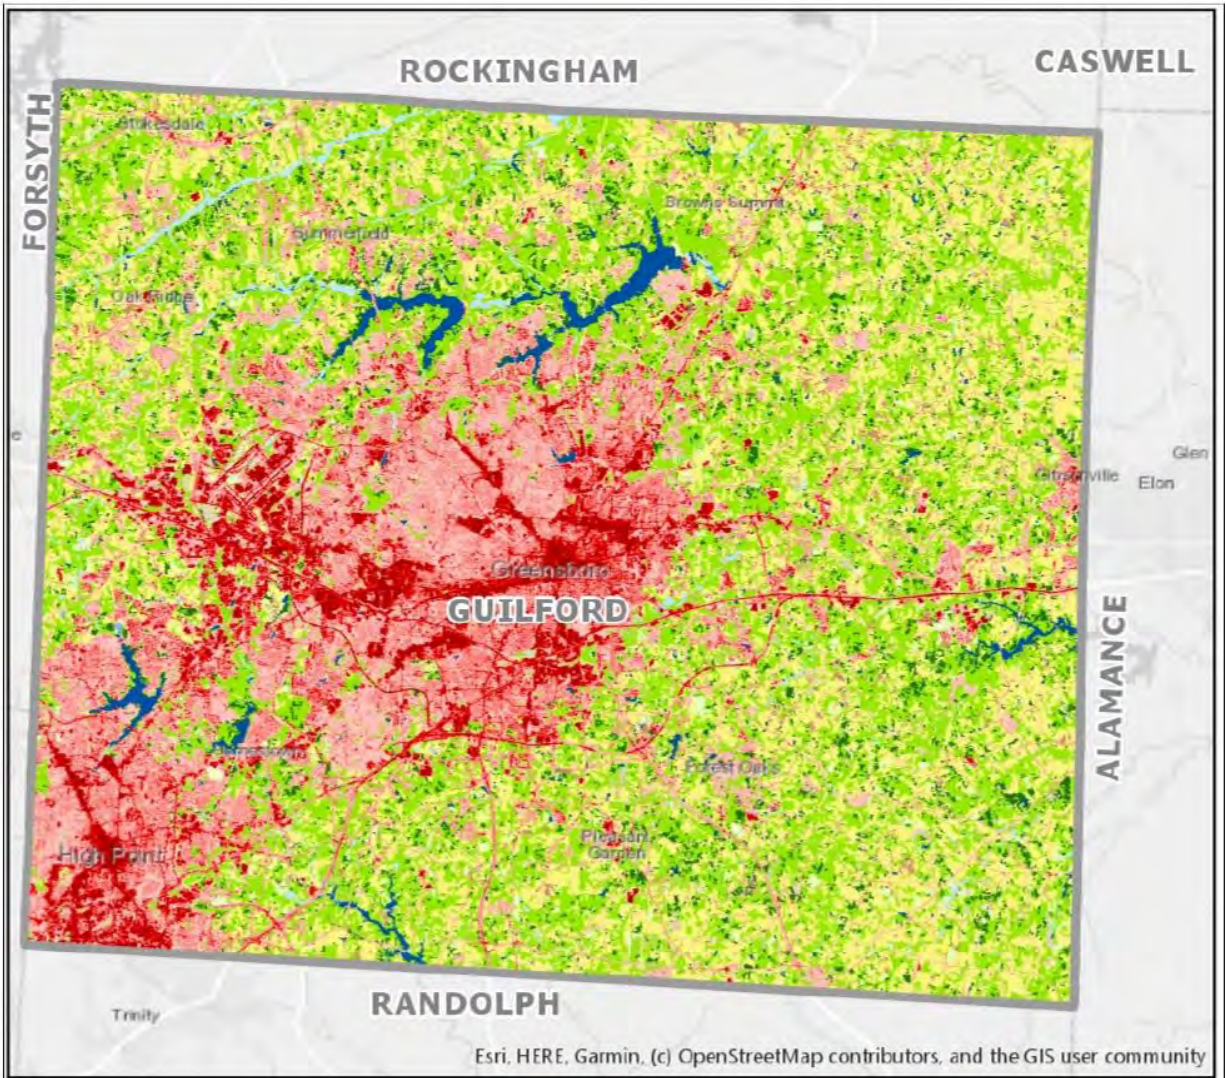 ROCKINGHAM
CASWELL
FORSYTH
Stokesdale
Browns Summit
Summerfield
Oak Ridge
e
Glen
Gibsonville
Elon
Greensboro
GUILFORD
ALAMANCE
Jamestown
Forest Oaks
Pleasant
Garden
High Point
RANDOLPH
Trinity
Esri, HERE, Garmin, (c) OpenStreetMap contributors, and the GIS user community